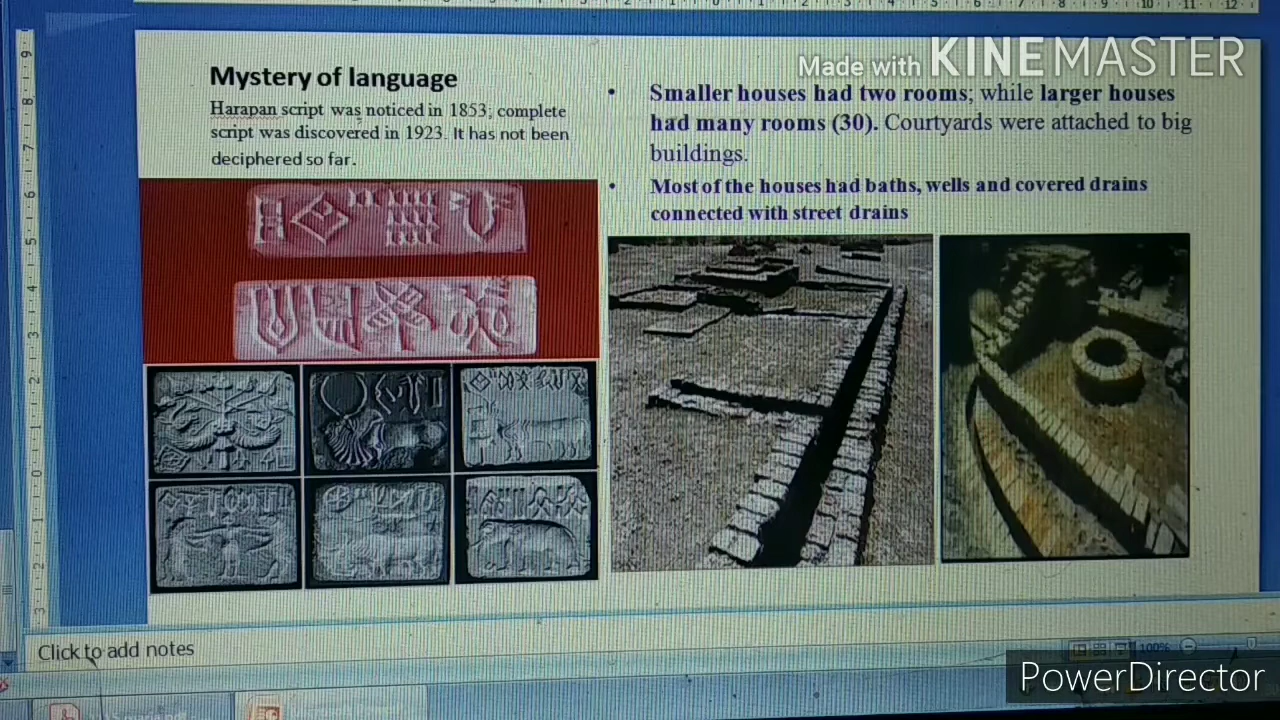 Made with KINEMASTER
Mystery of language
Harapan script was noticed in 1853, complete
script was discovered in 1923. It has not been
deciphered so far.
• Smaller houses had two rooms; while larger houses
had many rooms (30). Courtyards were attached to big
buildings.
• Most of the houses had baths, wells and covered drains
connected with street drains
Click to add notes
100%
PowerDirector